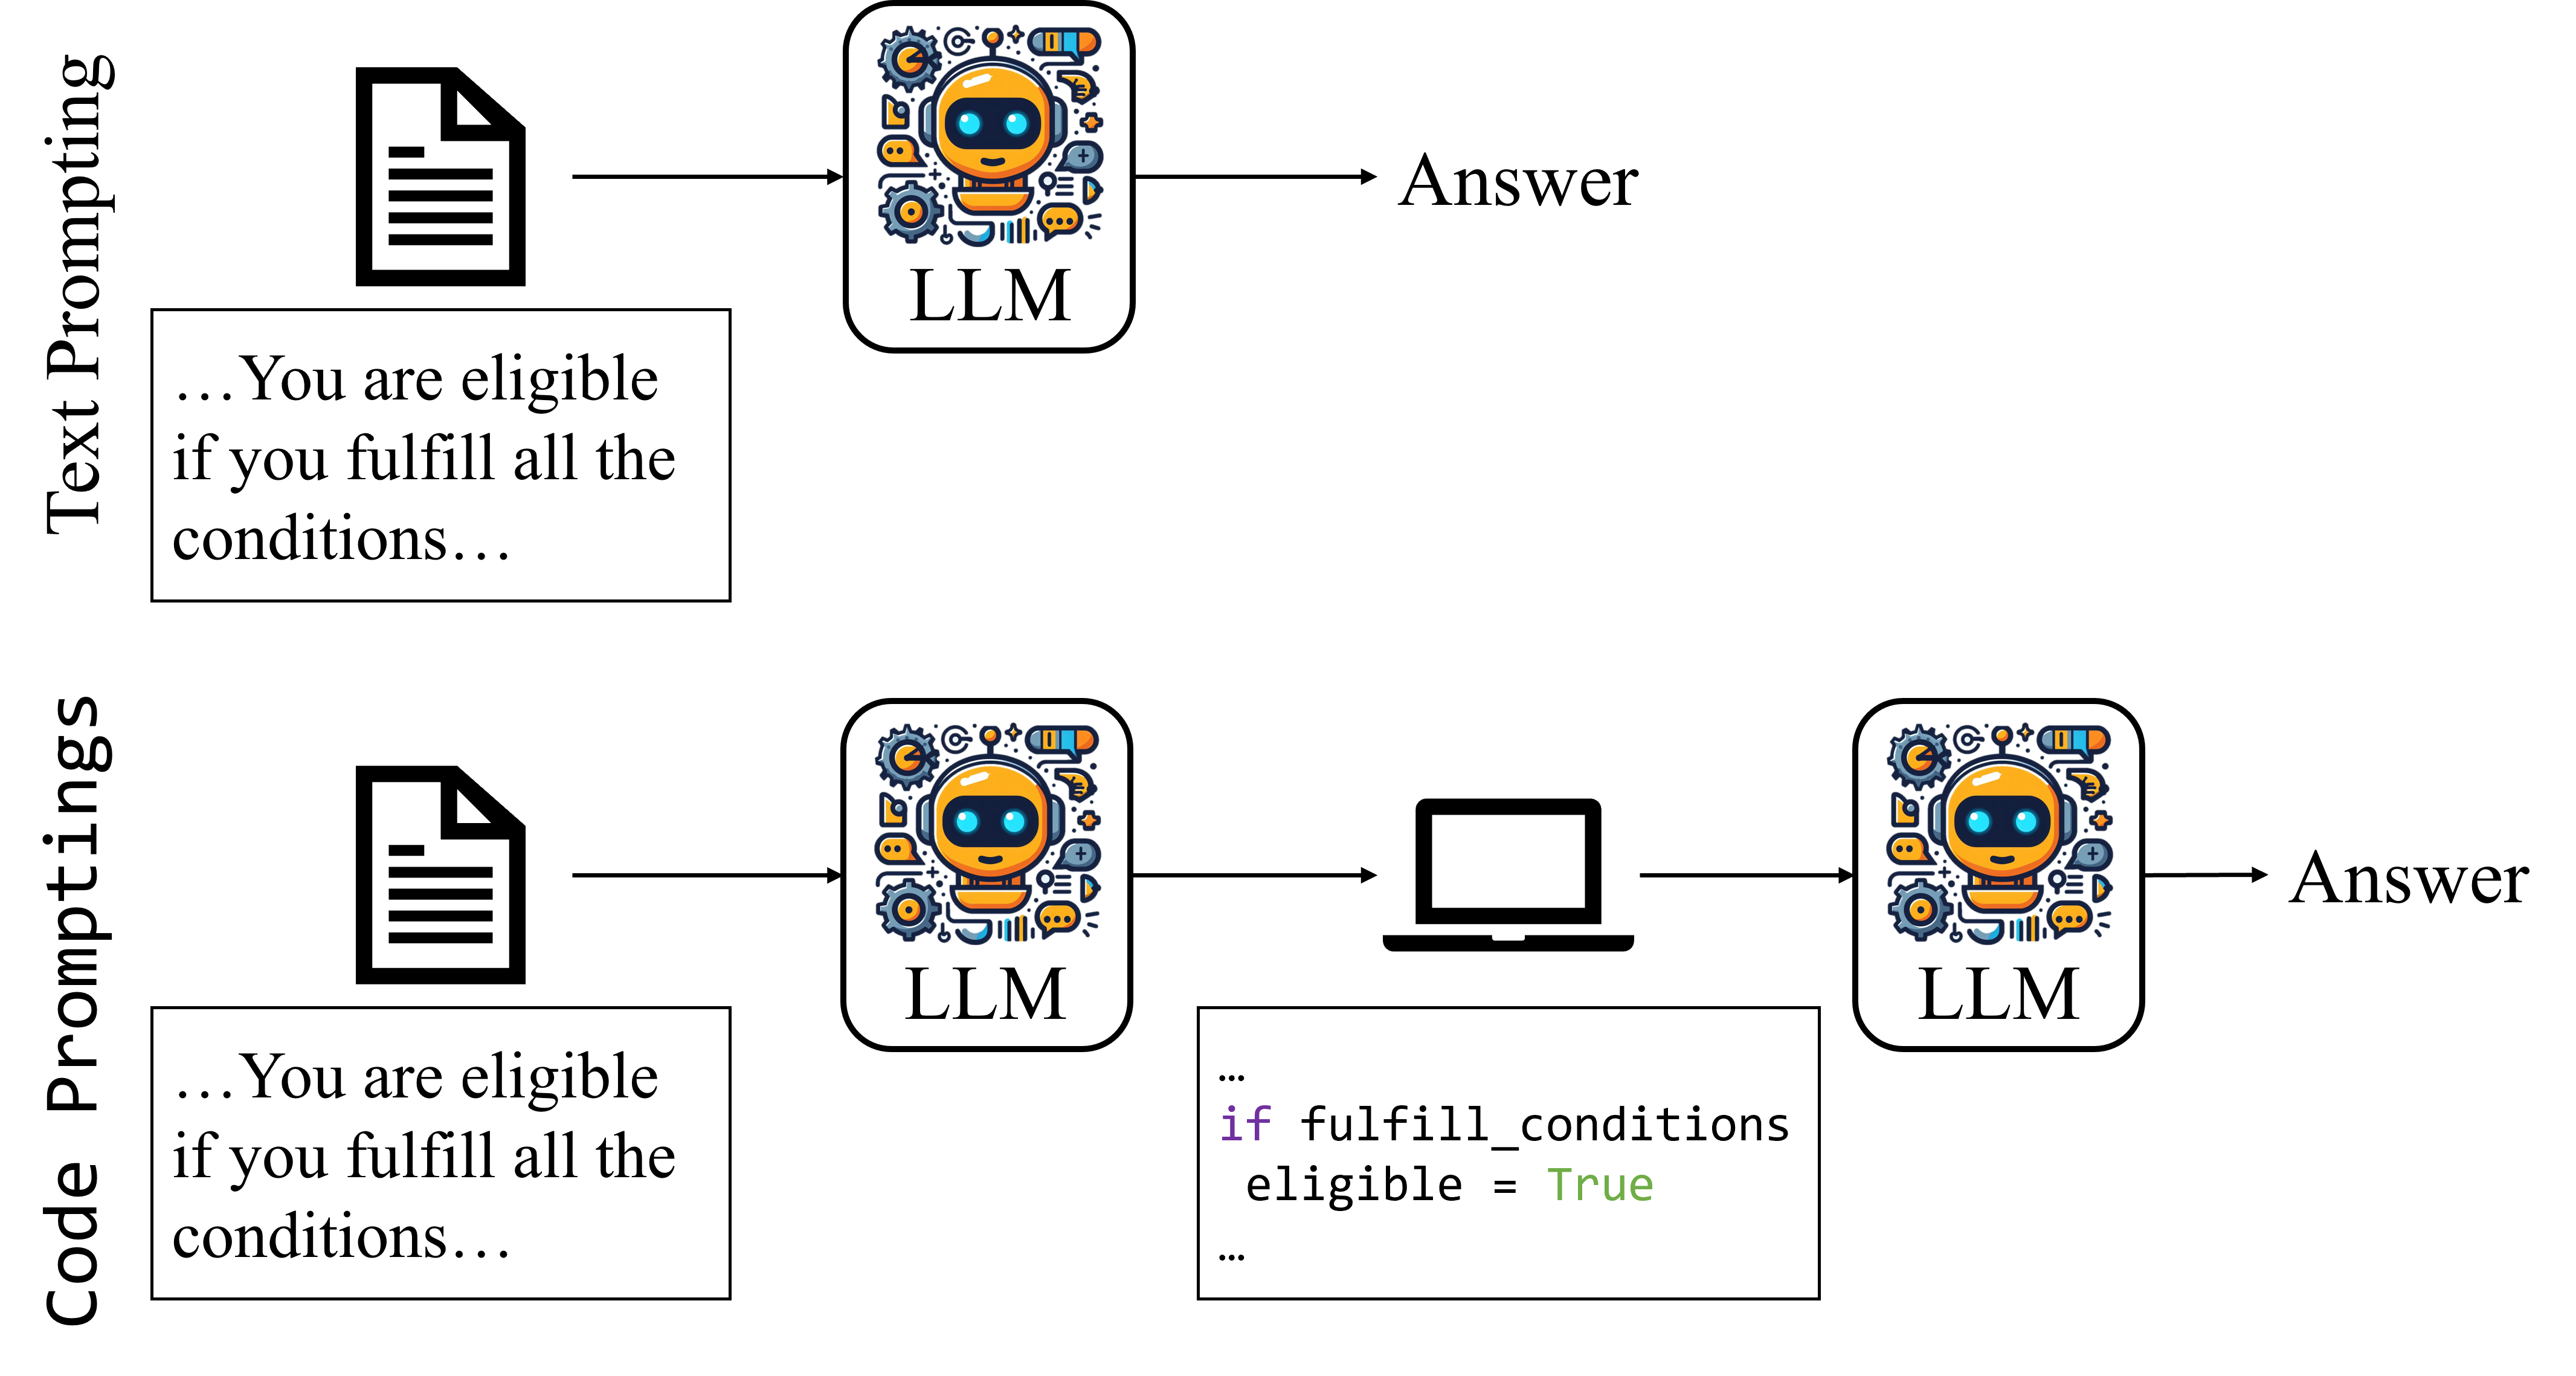 Text Prompting
LLM
Answer
…You are eligible
if you fulfill all the
conditions…
Code Promptings
LLM
LLM
Answer
…You are eligible
if you fulfill all the
conditions…
…
if fulfill_conditions
 eligible = True
…